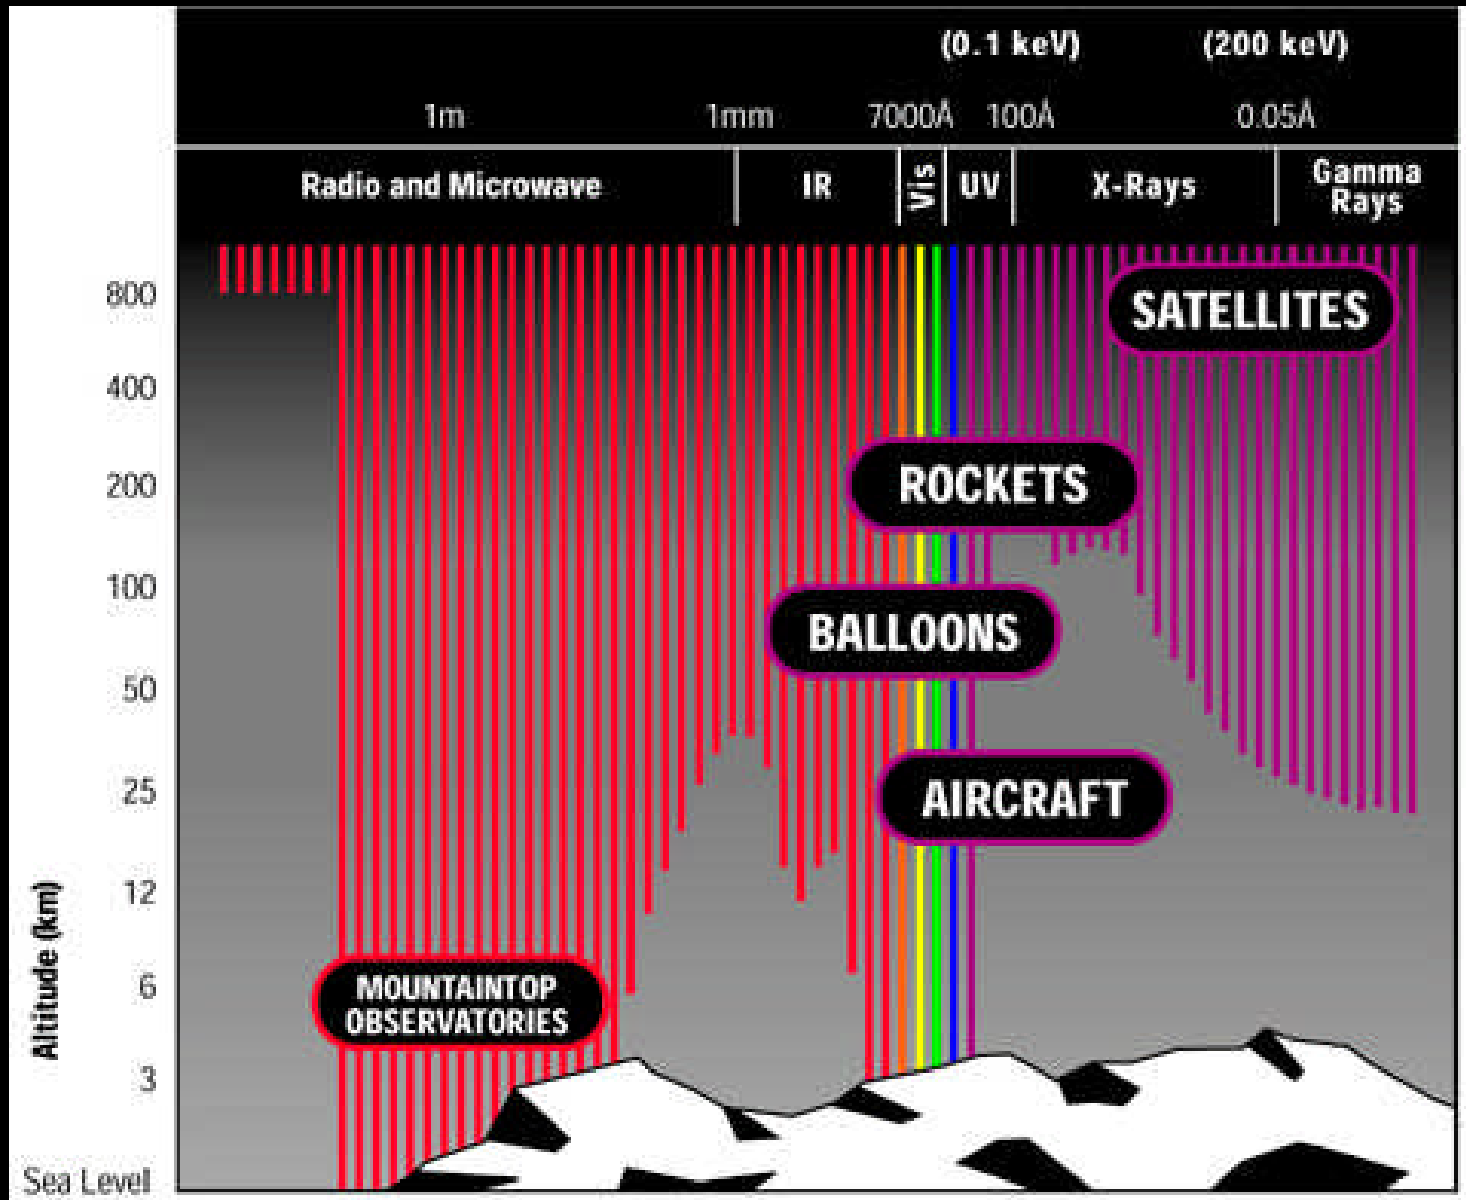 (0.1 keV) (200 keV)
1m 1mm 7000Å 100Å 0.05Å
Radio and Microwave IR Vis UV X-Rays Gamma
Rays
800
SATELLITES
400
200
ROCKETS
100
BALLOONS
50
25
AIRCRAFT
12
6
MOUNTAINTOP
OBSERVATORIES
3
Sea Level
Altitude (km)